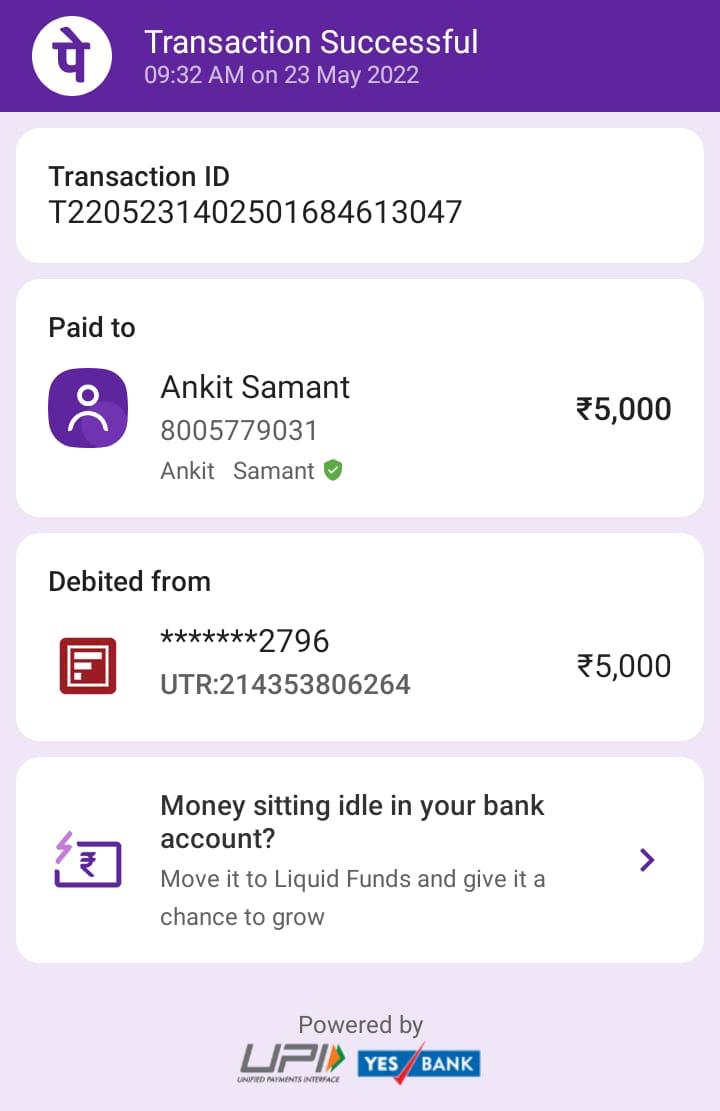 पे
Transaction Successful
09:32 AM on 23 May 2022
Transaction ID
T2205231402501684613047
Paid to
Ankit Samant
8005779031
Ankit Samant
₹5,000
Debited from
*******2796
UTR:214353806264
₹5,000
Money sitting idle in your bank
account?
Move it to Liquid Funds and give it a
chance to grow
₹
Powered by
UPI
UNIFIED PAYMENTS INTERFACE
YES BANK